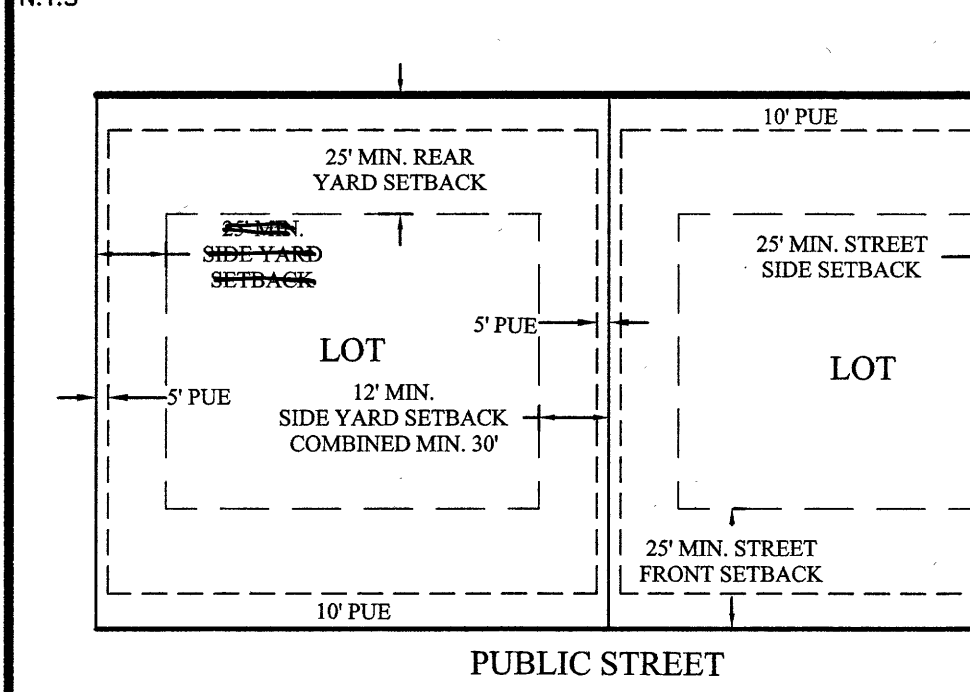 N.T.S
10' PUE
25' MIN. REAR
YARD SETBACK
25' MIN.
SIDE YARD
SETBACK
25' MIN. STREET
SIDE SETBACK
5' PUE
LOT
LOT
5' PUE
12' MIN.
SIDE YARD SETBACK
COMBINED MIN. 30'
25' MIN. STREET
FRONT SETBACK
10' PUE
PUBLIC STREET